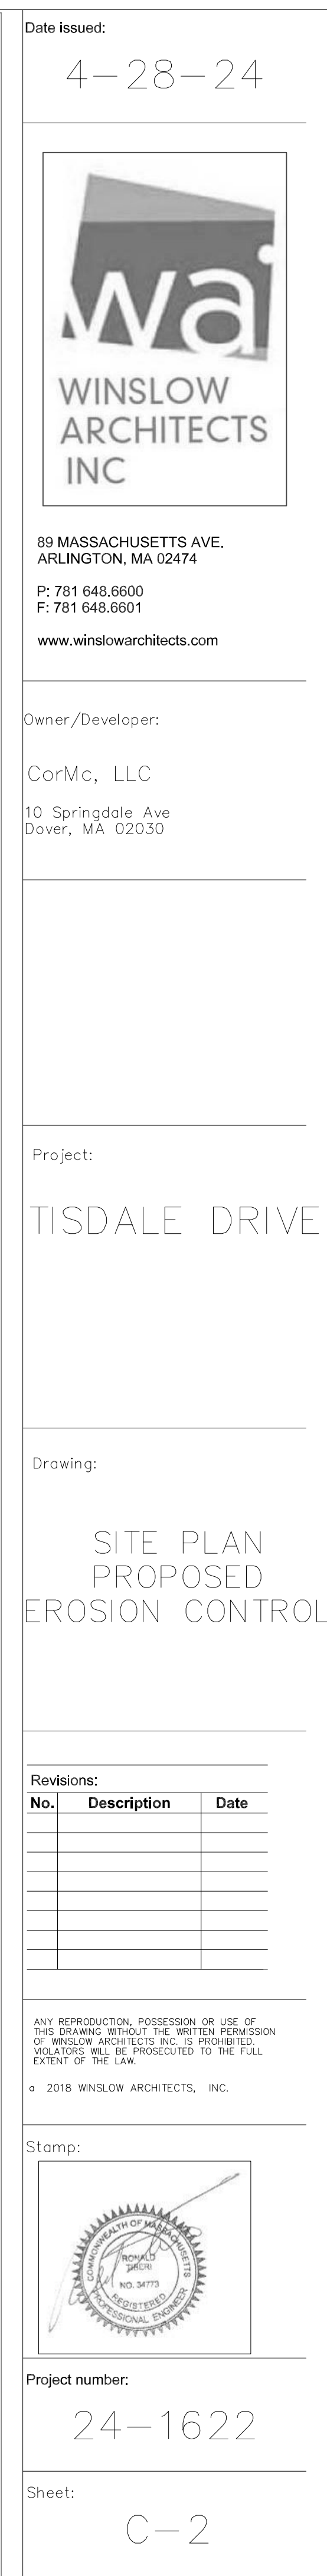 Date issued:
4-28-24
wa
WINSLOW
ARCHITECTS
INC
89 MASSACHUSETTS AVE.
ARLINGTON, MA 02474
P: 781 648.6600
F: 781 648.6601
www.winslowarchitects.com
Owner/Developer:
CorMc, LLC
10 Springdale Ave
Dover, MA 02030
Project:
TISDALE DRIVE
Drawing:
SITE PLAN
PROPOSED
EROSION CONTROL
Revisions:
No. Description Date
ANY REPRODUCTION, POSSESSION OR USE OF
THIS DRAWING WITHOUT THE WRITTEN PERMISSION
OF WINSLOW ARCHITECTS INC. IS PROHIBITED.
VIOLATORS WILL BE PROSECUTED TO THE FULL
EXTENT OF THE LAW.
a 2018 WINSLOW ARCHITECTS, INC.
Stamp:
COMMONWEALTH OF MASSACHUSETTS
RONALD
TIBERI
NO. 34773
REGISTERED
PROFESSIONAL ENGINEER
Project number:
24-1622
Sheet:
C-2